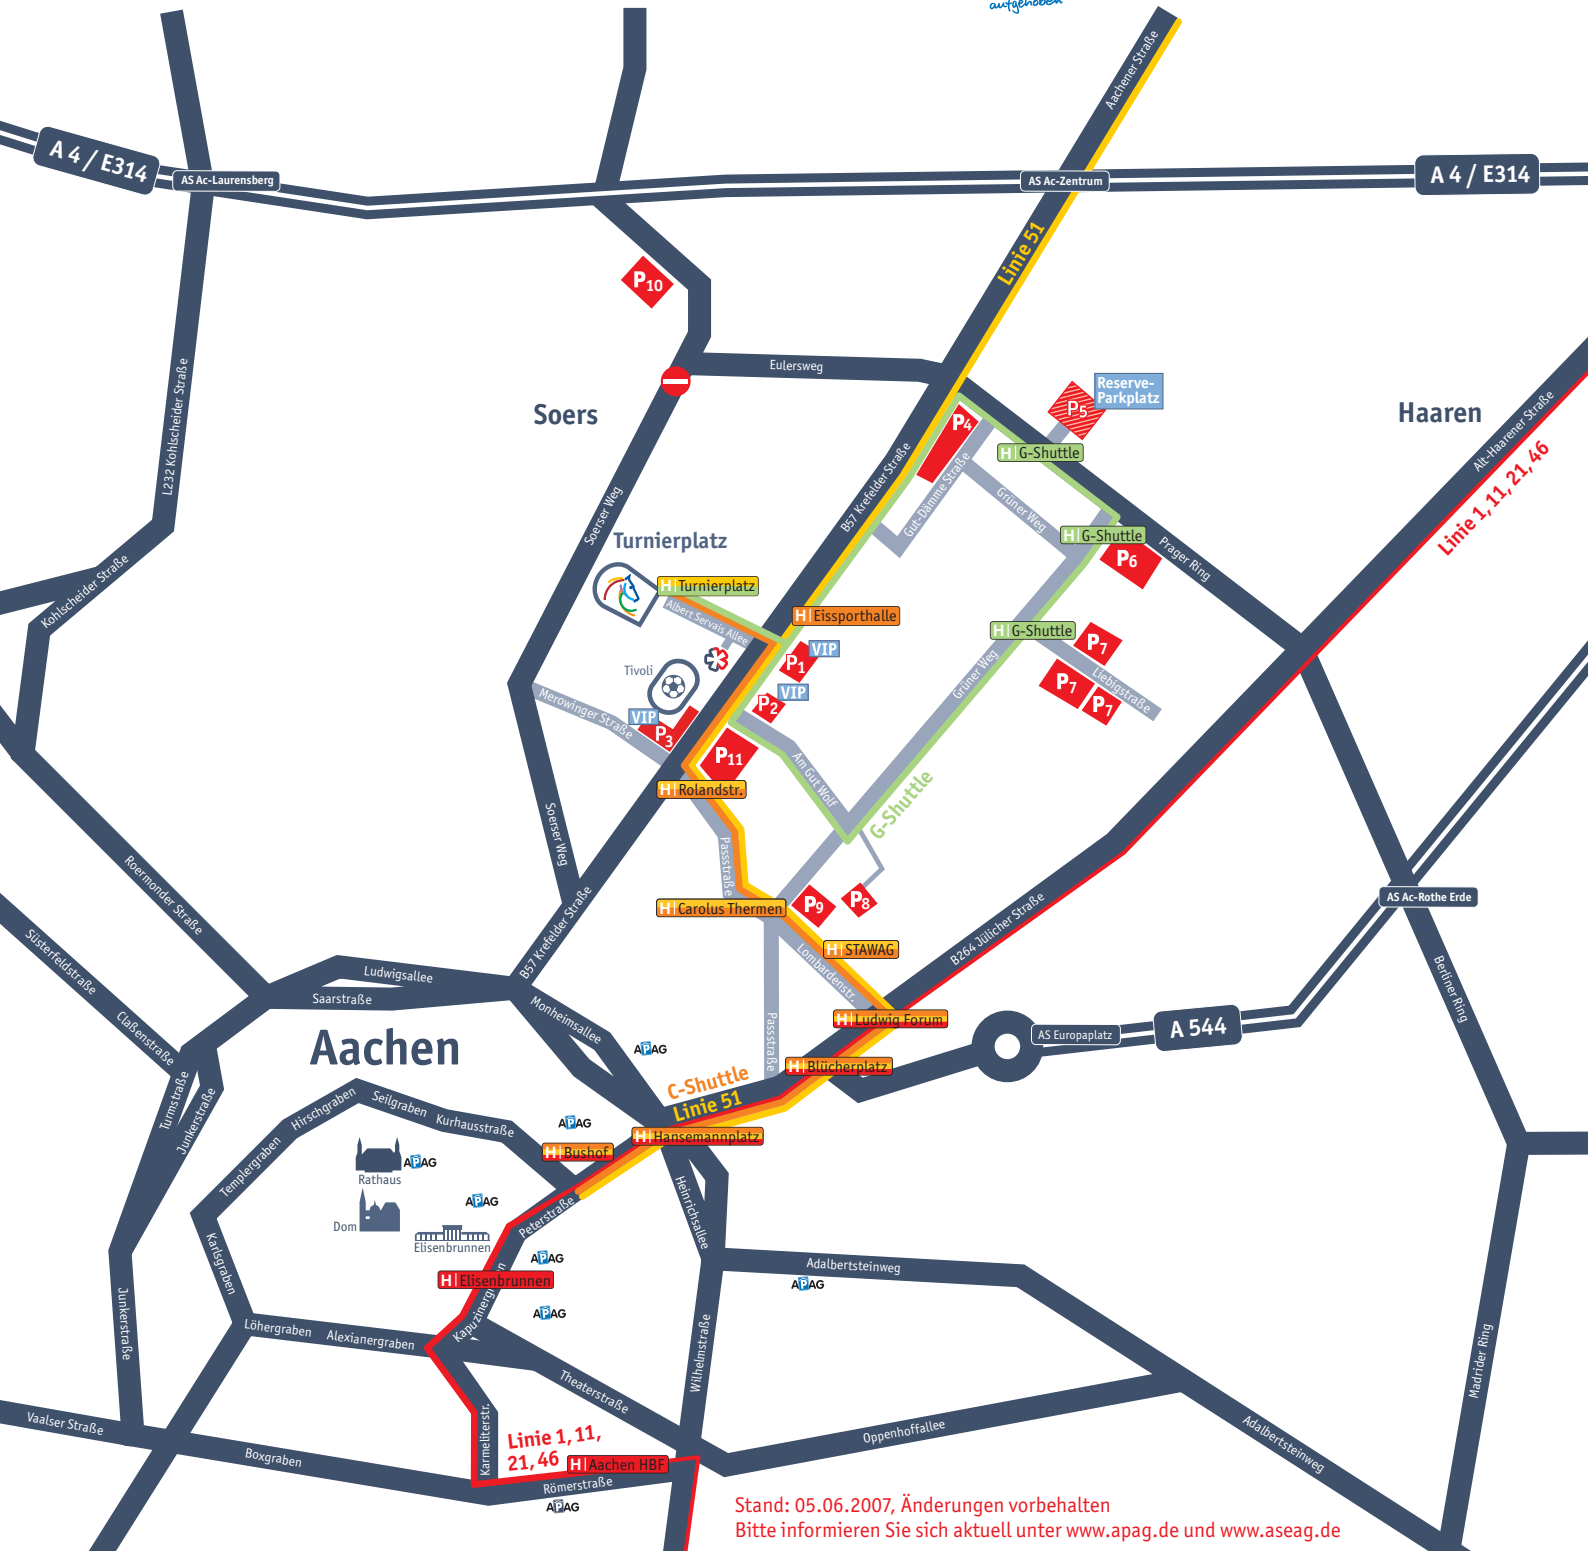 aufgehoben
Aachener Straße
A 4 / E314
AS Ac-Laurensberg
AS Ac-Zentrum
A 4 / E314
Linie 51
P10
Eulersweg
Reserve-
Parkplatz
P5
Soers
Haaren
P4
H G-Shuttle
L232 Kohlscheider Straße
Alt-Haarener Straße
Linie 1, 11, 21, 46
B57 Krefelder Straße
Gut-Dämme Straße
Grüner Weg
Soerser Weg
Turnierplatz
H G-Shuttle
P6
Prager Ring
Kohlscheider Straße
H Turnierplatz
Albert Servais Allee
H Eissporthalle
H G-Shuttle
P7
P1
VIP
Tivoli
Grüner Weg
Liebigstraße
P7
P7
P2
VIP
Merowinger Straße
VIP
P3
P11
Am Gut Wolf
H Rolandstr.
G-Shuttle
Soerser Weg
Passstraße
Roermonder Straße
H Carolus Thermen
P9
P8
AS Ac-Rothe Erde
B57 Krefelder Straße
B264 Jülicher Straße
H STAWAG
Lombardenstr.
Süsterfeldstraße
Ludwigsallee
Saarstraße
Monheimsallee
Berliner Ring
H Ludwig Forum
Claßenstraße
Aachen
APAG
Passstraße
AS Europaplatz
A 544
H Blücherplatz
C-Shuttle
Linie 51
Turmstraße
Junkerstraße
Hirschgraben
Seilgraben
Kurhausstraße
APAG
H Hansemannplatz
H Bushof
Templergraben
Rathaus
APAG
APAG
Dom
Elisenbrunnen
Peterstraße
Heinrichsallee
Karlsgraben
APAG
Adalbertsteinweg
APAG
H Elisenbrunnen
Junkerstraße
Kapuzinergraben
APAG
Löhergraben
Alexianergraben
Wilhelmstraße
Madrider Ring
Theaterstraße
Vaalser Straße
Boxgraben
Karmeliterstr.
Linie 1, 11,
21, 46
H Aachen HBF
Römerstraße
APAG
Oppenhoffallee
Adalbertsteinweg
Stand: 05.06.2007, Änderungen vorbehalten
Bitte informieren Sie sich aktuell unter www.apag.de und www.aseag.de